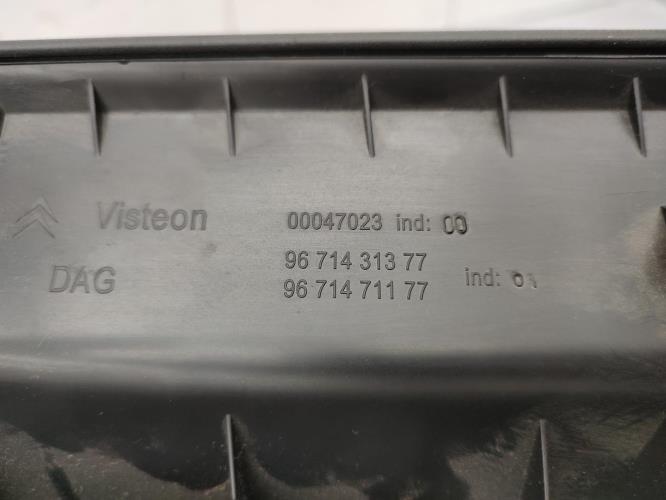 Visteon 00047023 ind: 00
96 714 313 77
DAG ind: 01
96 714 711 77